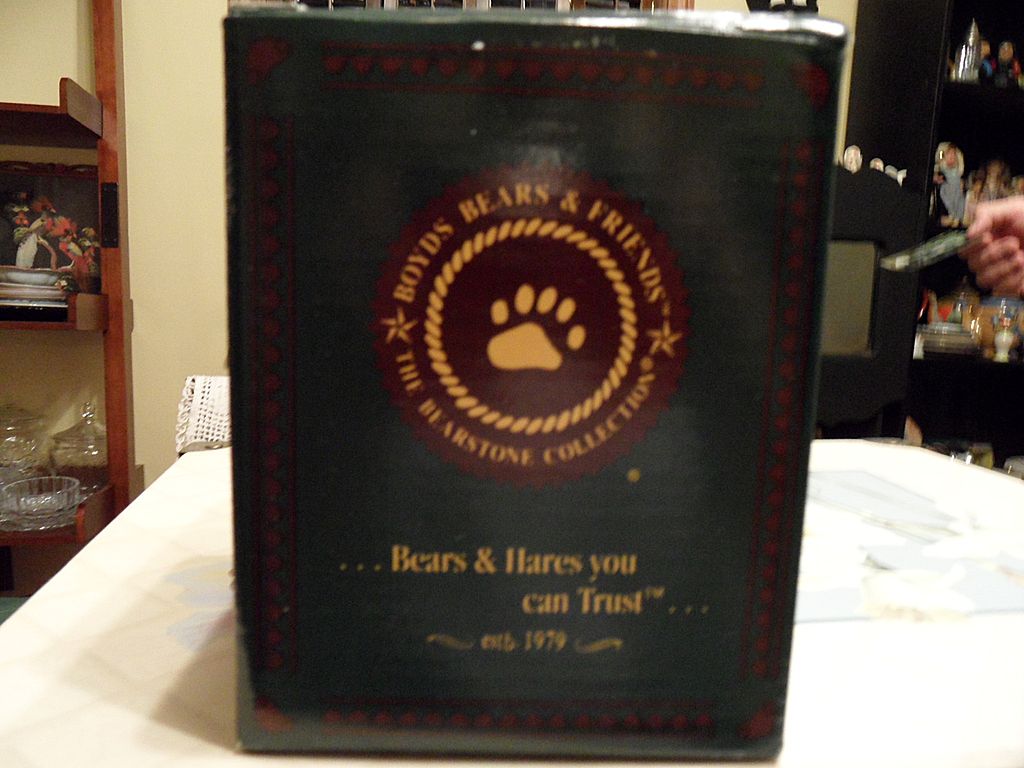 BOYDS BEARS & FRIENDS™
THE BEARSTONE COLLECTION®
...Bears & Hares you
can Trust™...
estb. 1979